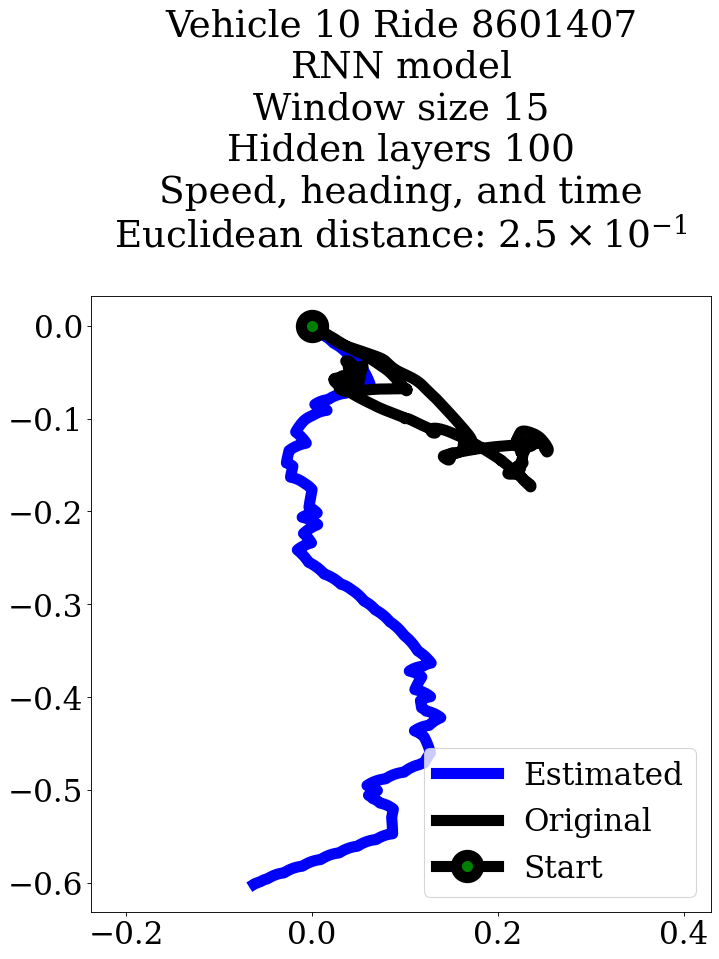 Vehicle 10 Ride 8601407
RNN model
Window size 15
Hidden layers 100
Speed, heading, and time
Euclidean distance: 2.5 × 10⁻¹
0.0
−0.1
−0.2
−0.3
−0.4
−0.5
−0.6
Estimated
Original
Start
−0.2 0.0 0.2 0.4